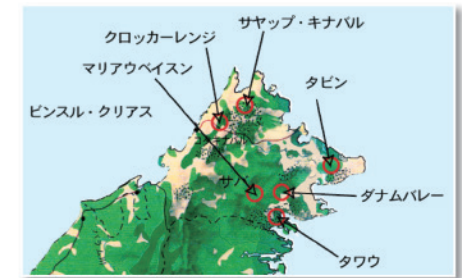 サヤップ・キナバル
クロッカーレンジ
マリアウベイスン
タビン
ビンスル・クリアス
サバ
ダナムバレー
タワウ